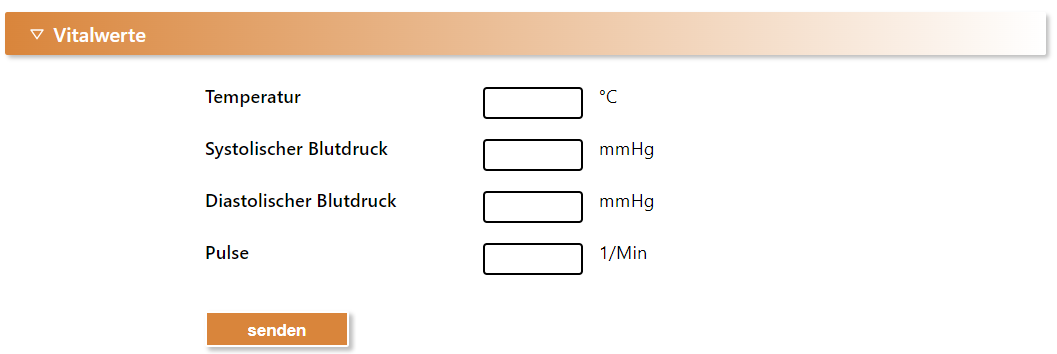 ▽ Vitalwerte
Temperatur °C
Systolischer Blutdruck mmHg
Diastolischer Blutdruck mmHg
Pulse 1/Min
senden